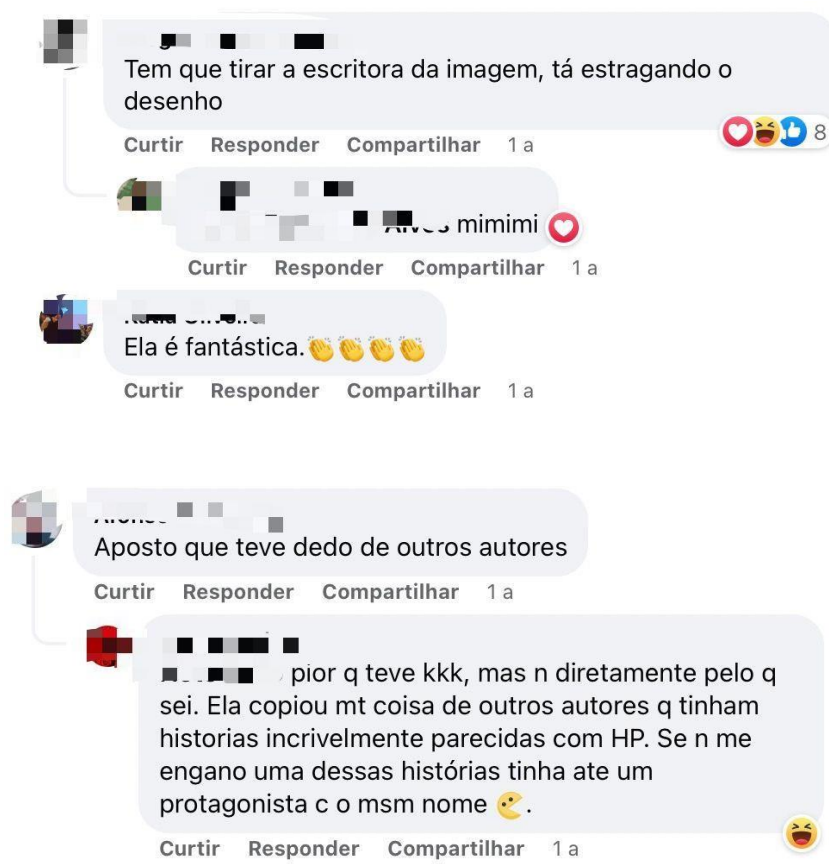 Tem que tirar a escritora da imagem, tá estragando o
desenho
Curtir Responder Compartilhar 1 a
8
mimimi
Curtir Responder Compartilhar 1 a
Ela é fantástica.👏👏👏👏
Curtir Responder Compartilhar 1 a
Aposto que teve dedo de outros autores
Curtir Responder Compartilhar 1 a
pior q teve kkk, mas n diretamente pelo q
sei. Ela copiou mt coisa de outros autores q tinham
historias incrivelmente parecidas com HP. Se n me
engano uma dessas histórias tinha ate um
protagonista c o msm nome .
Curtir Responder Compartilhar 1 a